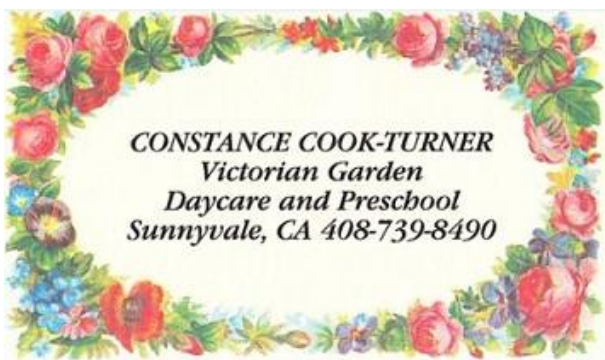 CONSTANCE COOK-TURNER
Victorian Garden
Daycare and Preschool
Sunnyvale, CA 408-739-8490